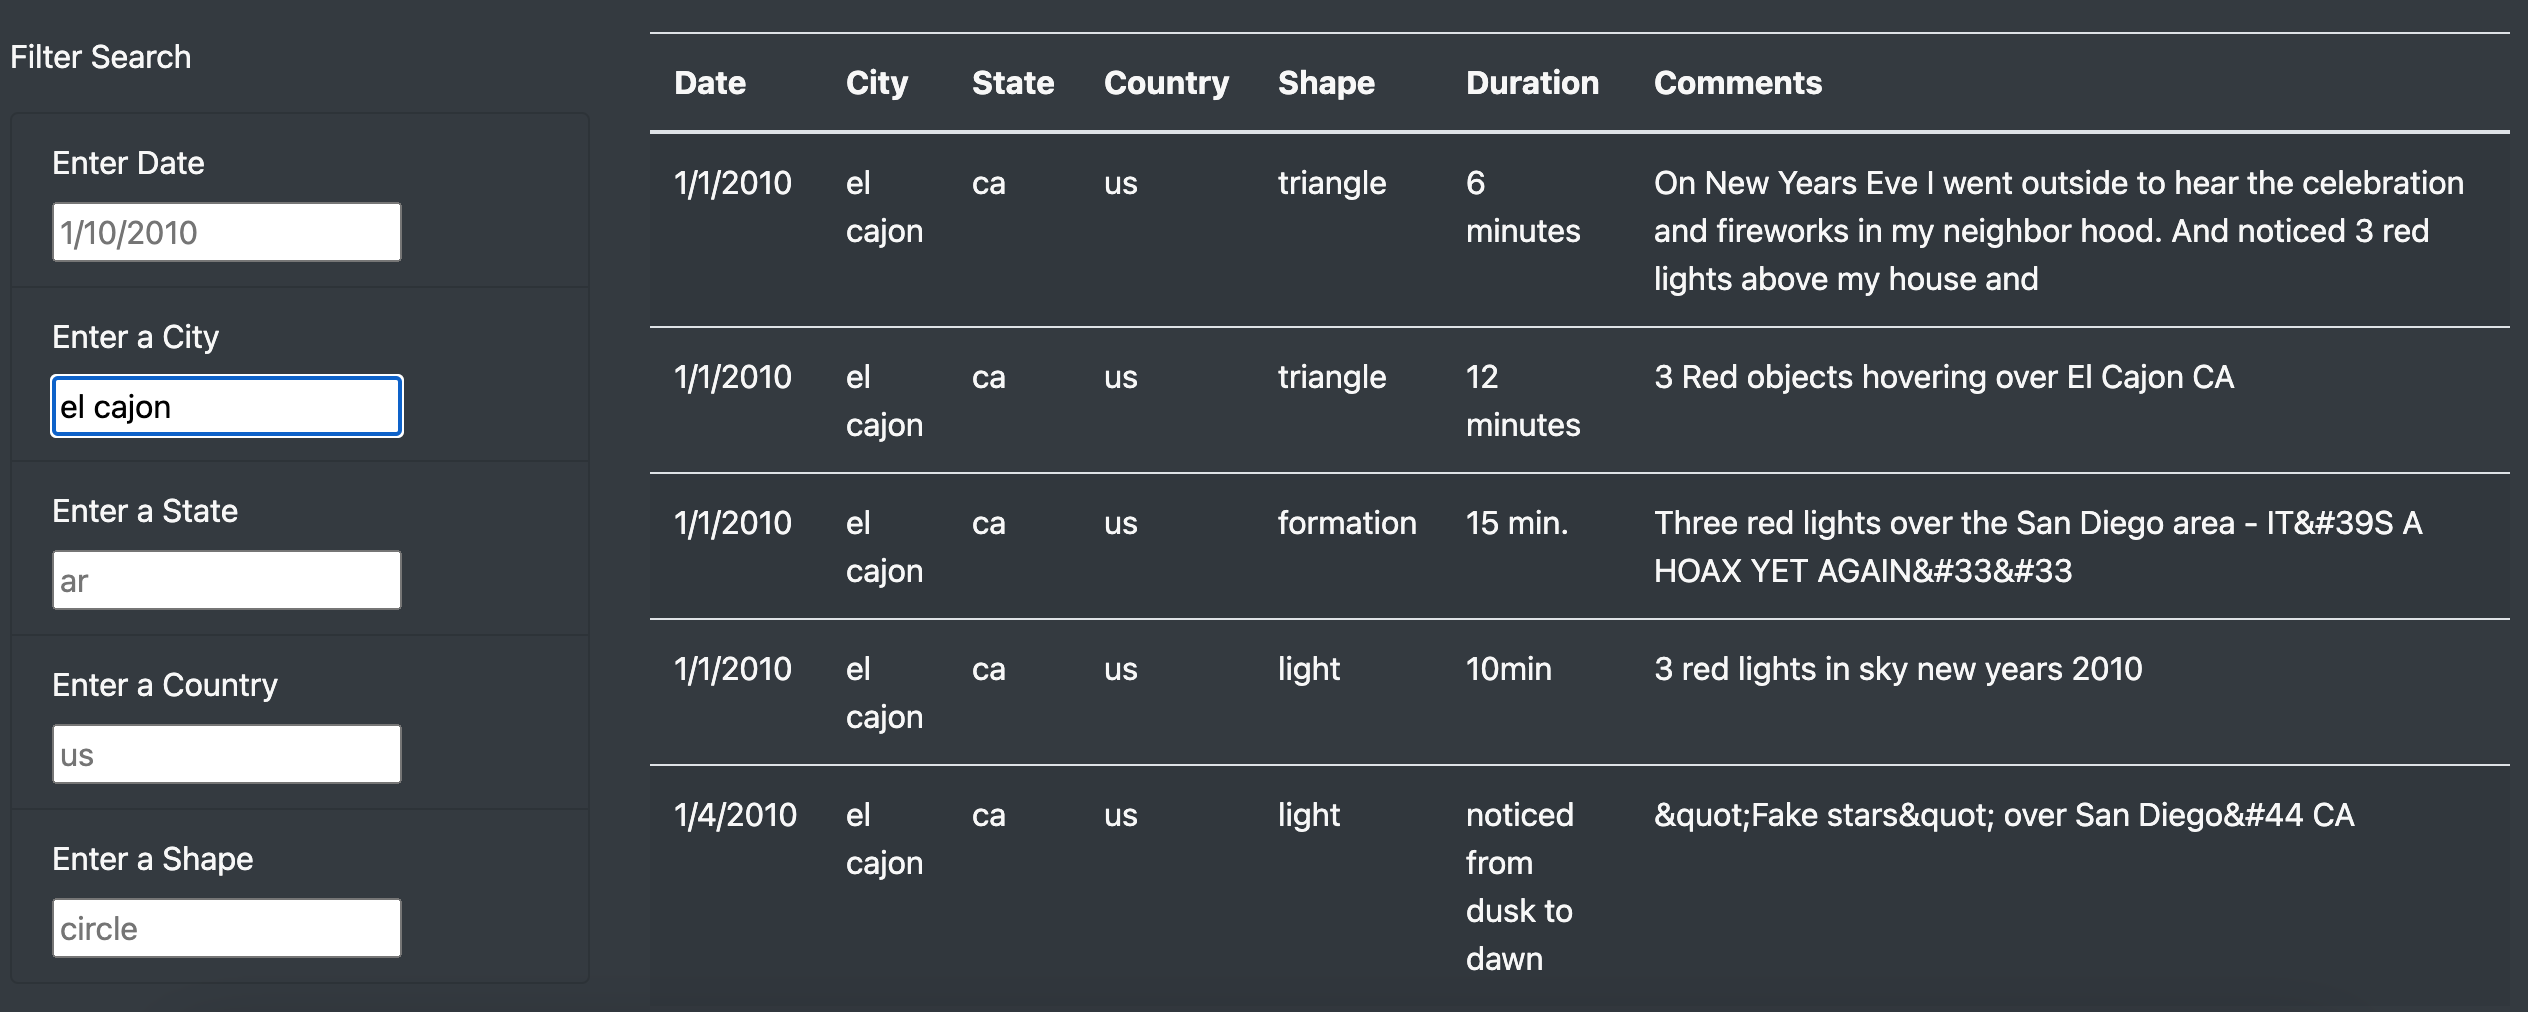 Filter Search
Enter Date
1/10/2010
Enter a City
el cajon
Enter a State
ar
Enter a Country
us
Enter a Shape
circle
Date City State Country Shape Duration Comments
1/1/2010 el ca us triangle 6 On New Years Eve I went outside to hear the celebration
cajon minutes and fireworks in my neighbor hood. And noticed 3 red
lights above my house and
1/1/2010 el ca us triangle 12 3 Red objects hovering over El Cajon CA
cajon minutes
1/1/2010 el ca us formation 15 min. Three red lights over the San Diego area - IT&#39S A
cajon HOAX YET AGAIN&#33&#33
1/1/2010 el ca us light 10min 3 red lights in sky new years 2010
cajon
1/4/2010 el ca us light noticed &quot;Fake stars&quot; over San Diego&#44 CA
cajon from
dusk to
dawn